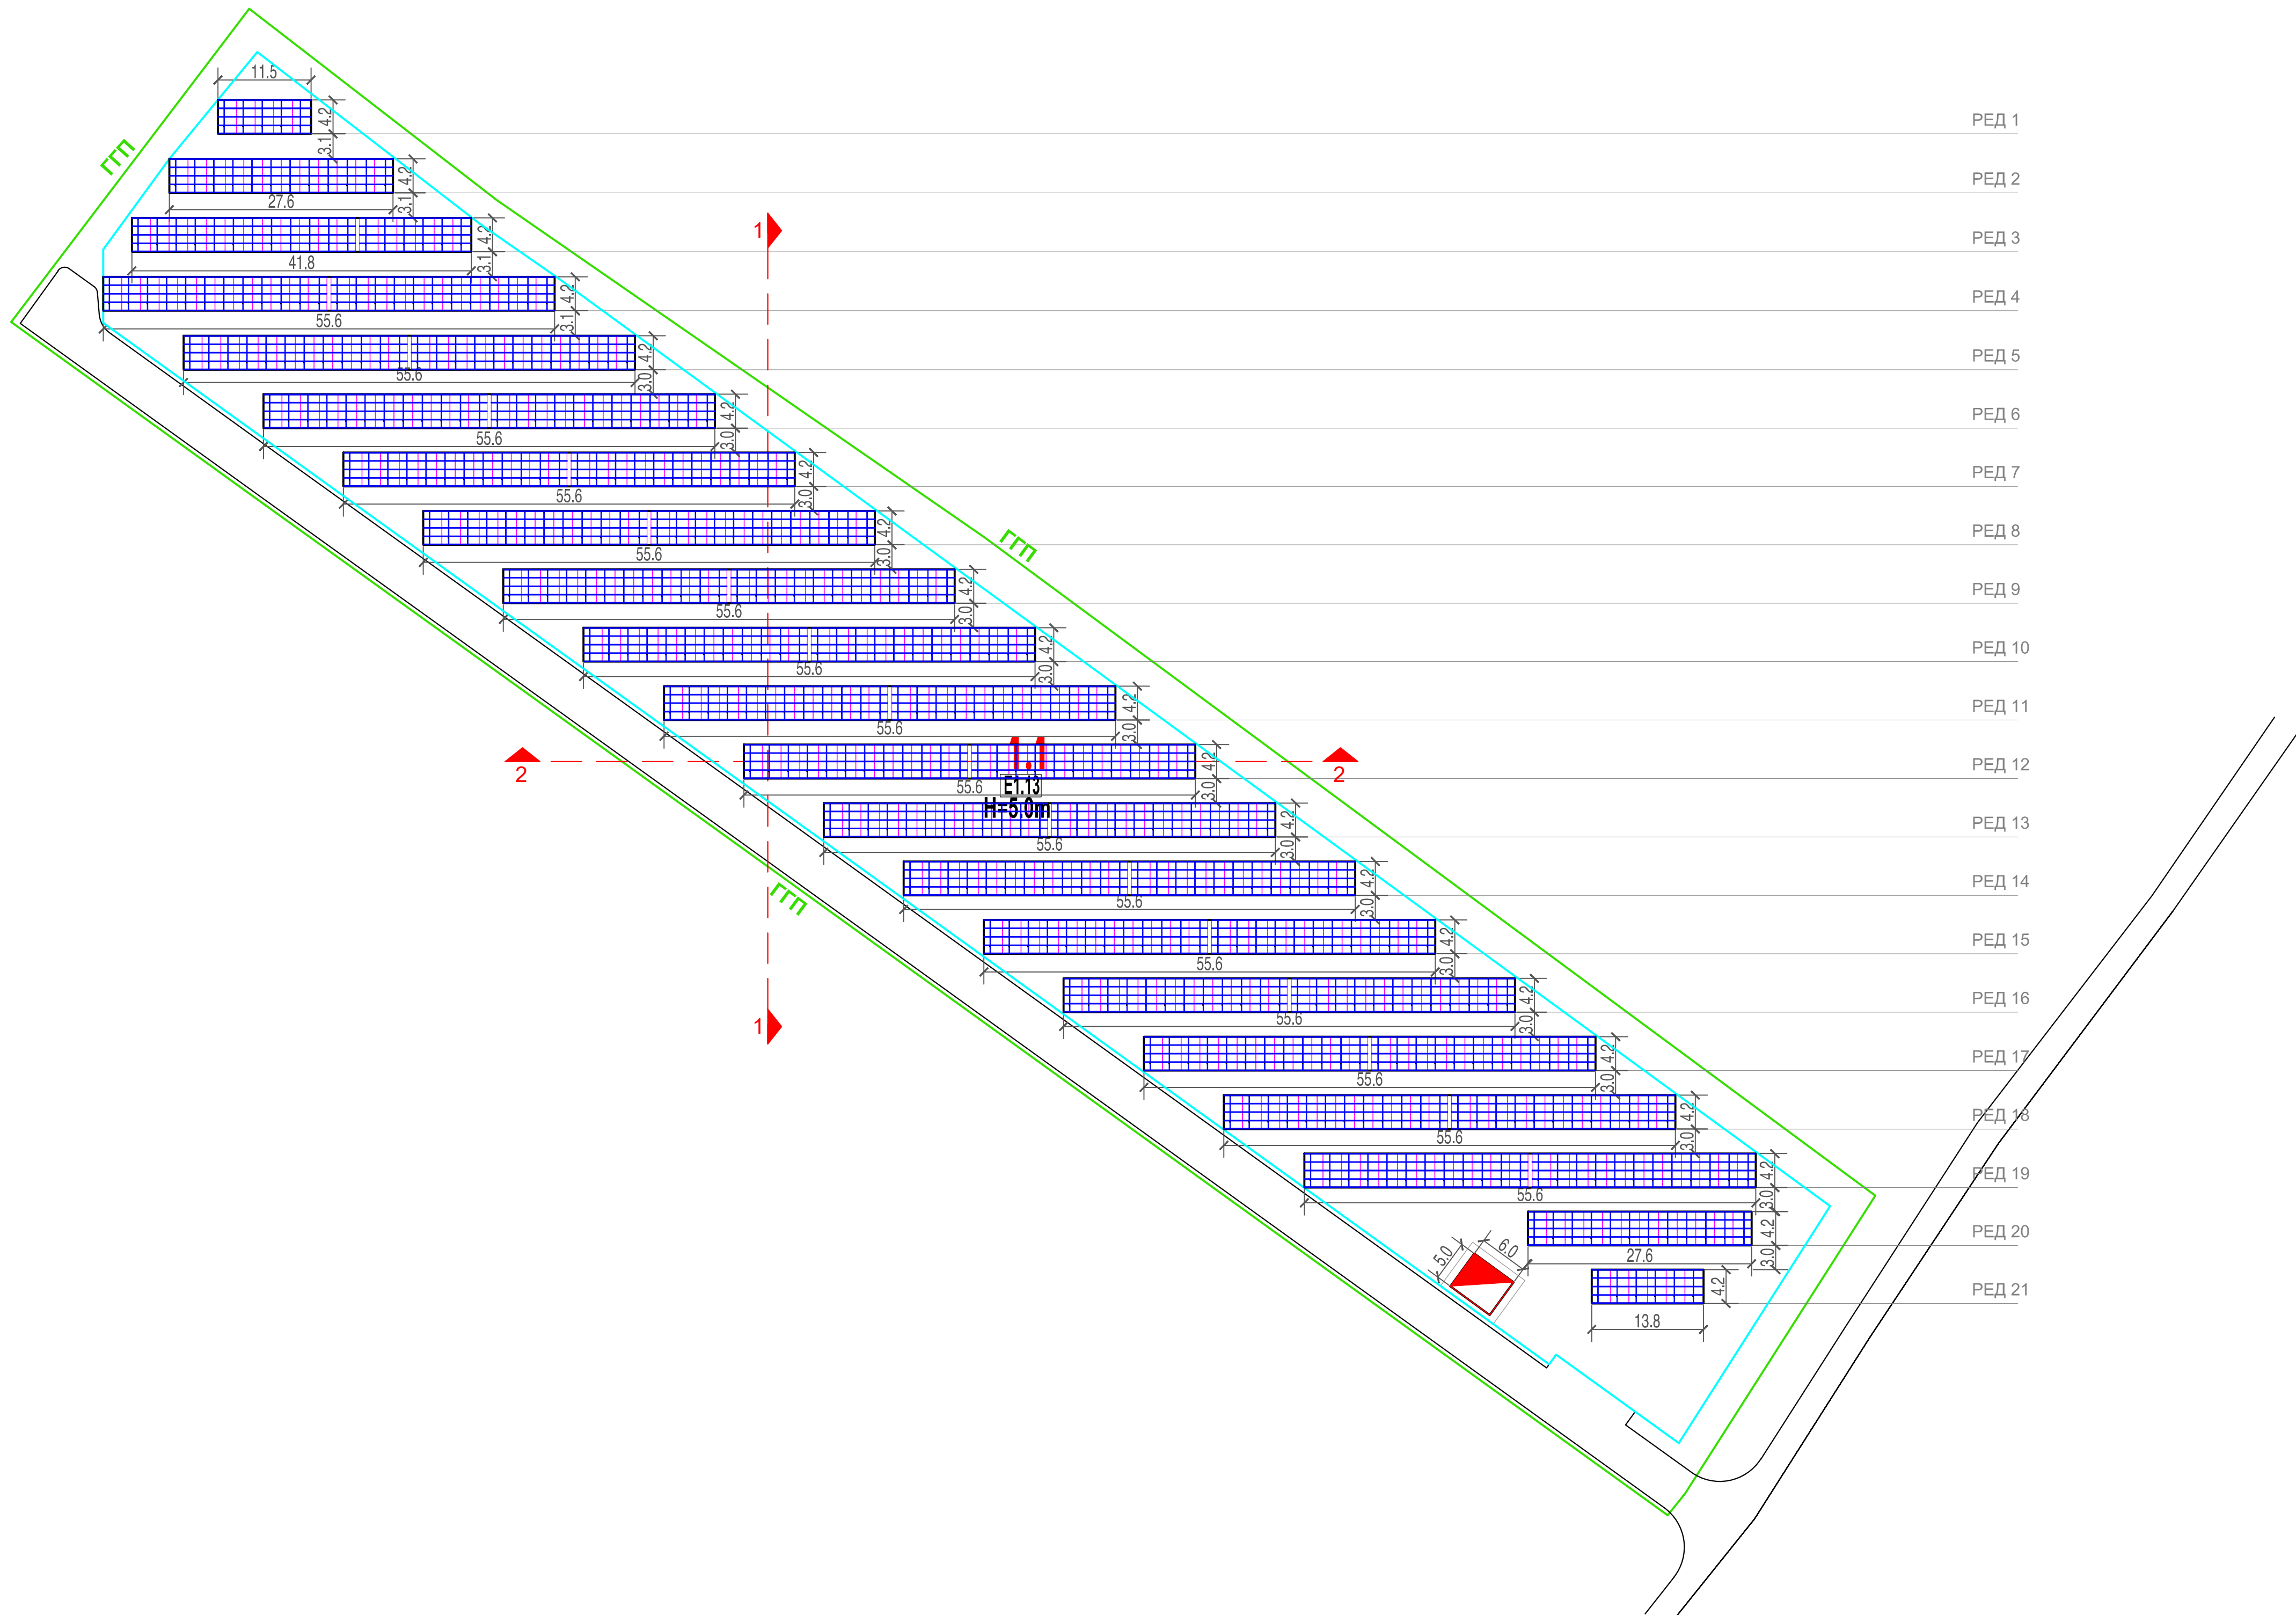 11.5
4.2
РЕД 1
3.1
ГГП
4.2
РЕД 2
27.6
3.1
1
4.2
РЕД 3
41.8
3.1
4.2
РЕД 4
55.6
3.1
4.2
РЕД 5
55.6
3.0
4.2
РЕД 6
55.6
3.0
4.2
РЕД 7
55.6
3.0
4.2
РЕД 8
ГГП
55.6
3.0
4.2
РЕД 9
55.6
3.0
4.2
РЕД 10
55.6
3.0
4.2
РЕД 11
55.6
3.0
1.1
4.2
РЕД 12
2
2
55.6
E1.13
3.0
H=5.0m
4.2
РЕД 13
55.6
3.0
4.2
РЕД 14
ГГП
55.6
3.0
4.2
РЕД 15
55.6
3.0
4.2
РЕД 16
55.6
3.0
1
4.2
РЕД 17
55.6
3.0
4.2
РЕД 18
55.6
3.0
4.2
РЕД 19
55.6
3.0
4.2
РЕД 20
5.0
6.0
27.6
3.0
4.2
РЕД 21
13.8